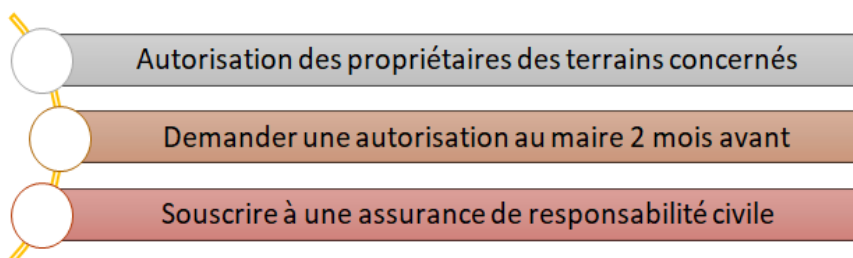 Autorisation des propriétaires des terrains concernés
Demander une autorisation au maire 2 mois avant
Souscrire à une assurance de responsabilité civile